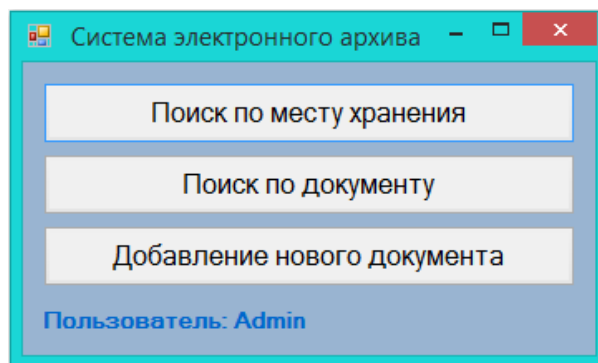 Система электронного архива
Поиск по месту хранения
Поиск по документу
Добавление нового документа
Пользователь: Admin